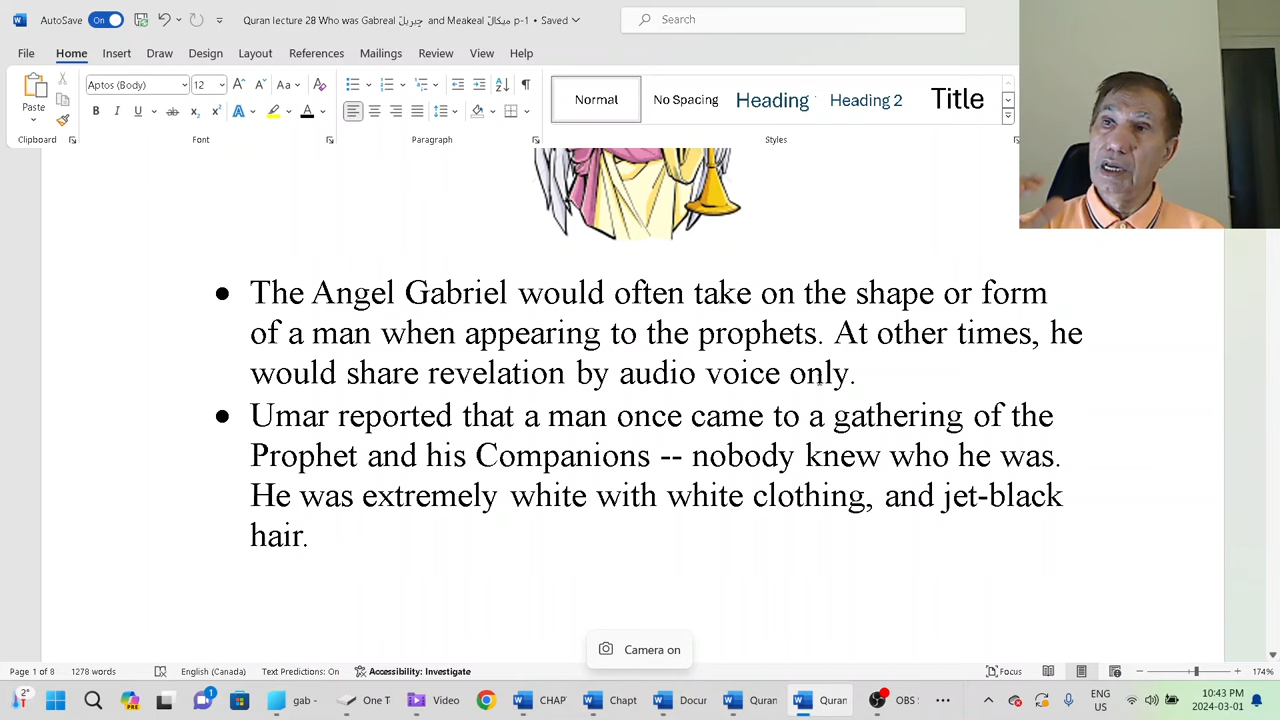 AutoSave On Quran lecture 28 Who was Gabreal جبريل and Meakeal ميكال p-1 • Saved Search
File Home Insert Draw Design Layout References Mailings Review View Help
Paste Aptos (Body) 12 Normal No Spacing Heading Heading 2 Title
Clipboard Font Paragraph Styles
• The Angel Gabriel would often take on the shape or form
of a man when appearing to the prophets. At other times, he
would share revelation by audio voice only.
• Umar reported that a man once came to a gathering of the
Prophet and his Companions -- nobody knew who he was.
He was extremely white with white clothing, and jet-black
hair.
Camera on
Page 1 of 8 1278 words English (Canada) Text Predictions: On Accessibility: Investigate Focus 174%
2° 1 gab - One T Video CHAP Chapt Docur Quran Quran OBS ENG US 10:43 PM 2024-03-01